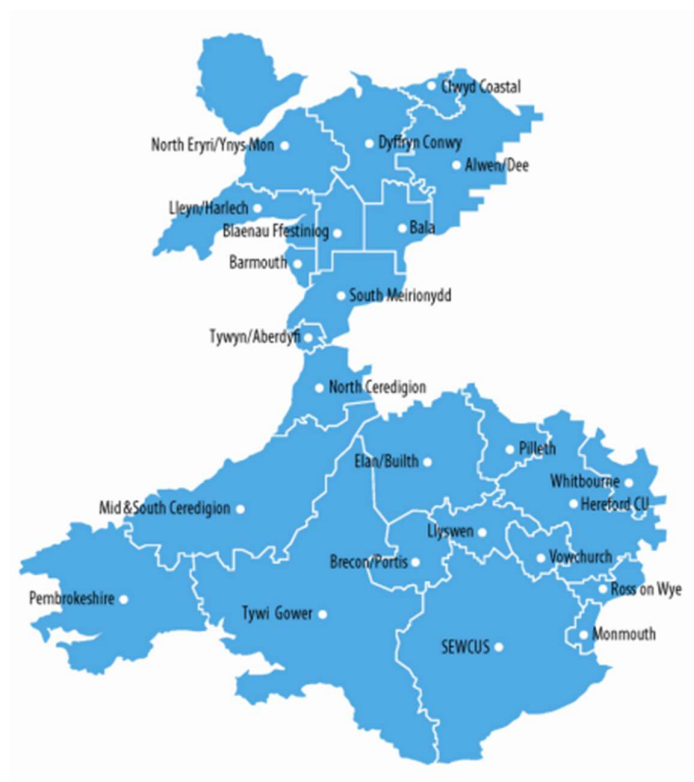 Clwyd Coastal
North Eryri/Ynys Mon
Dyffryn Conwy
Alwen/Dee
Lleyn/Harlech
Blaenau Ffestiniog
Bala
Barmouth
South Meirionydd
Tywyn/Aberdyfi
North Ceredigion
Pilleth
Elan/Builth
Whitbourne
Hereford CU
Mid&South Ceredigion
Llyswen
Vowchurch
Brecon/Portis
Ross on Wye
Pembrokeshire
Tywi Gower
Monmouth
SEWCUS